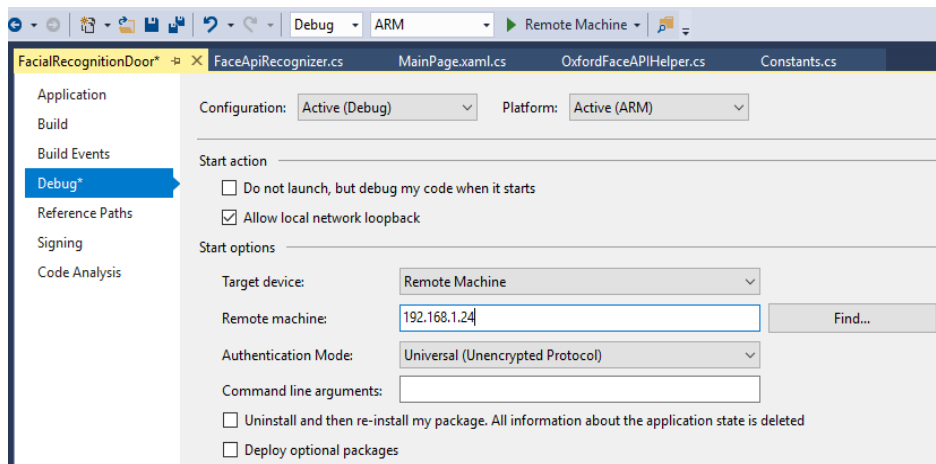 Debug ARM Remote Machine
FacialRecognitionDoor* FaceApiRecognizer.cs MainPage.xaml.cs OxfordFaceAPIHelper.cs Constants.cs
Application
Build
Build Events
Debug*
Reference Paths
Signing
Code Analysis
Configuration: Active (Debug) Platform: Active (ARM)
Start action
Do not launch, but debug my code when it starts
Allow local network loopback
Start options
Target device: Remote Machine
Remote machine: 192.168.1.24 Find...
Authentication Mode: Universal (Unencrypted Protocol)
Command line arguments:
Uninstall and then re-install my package. All information about the application state is deleted
Deploy optional packages